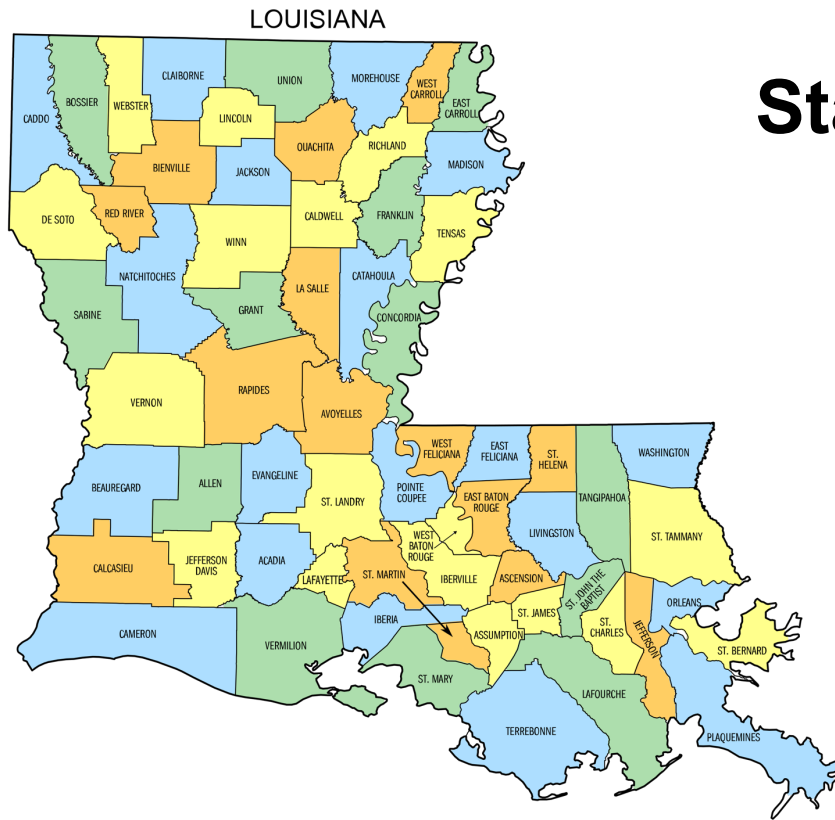 LOUISIANA
Sta
CADDO
BOSSIER
WEBSTER
CLAIBORNE
UNION
MOREHOUSE
WEST
CARROLL
EAST
CARROLL
LINCOLN
OUACHITA
RICHLAND
BIENVILLE
JACKSON
MADISON
DE SOTO
RED RIVER
CALDWELL
FRANKLIN
TENSAS
WINN
NATCHITOCHES
LA SALLE
CATAHOULA
SABINE
GRANT
CONCORDIA
VERNON
RAPIDES
AVOYELLES
WEST
FELICIANA
EAST
FELICIANA
ST.
HELENA
WASHINGTON
BEAUREGARD
ALLEN
EVANGELINE
POINTE
COUPEE
ST. LANDRY
EAST BATON
ROUGE
TANGIPAHOA
LIVINGSTON
ST. TAMMANY
WEST
BATON
ROUGE
CALCASIEU
JEFFERSON
DAVIS
ACADIA
LAFAYETTE
ST. MARTIN
IBERVILLE
ASCENSION
ST. JOHN THE
BAPTIST
ORLEANS
IBERIA
ST. JAMES
CAMERON
VERMILION
ASSUMPTION
ST.
CHARLES
JEFFERSON
ST. BERNARD
ST. MARY
LAFOURCHE
TERREBONNE
PLAQUEMINES